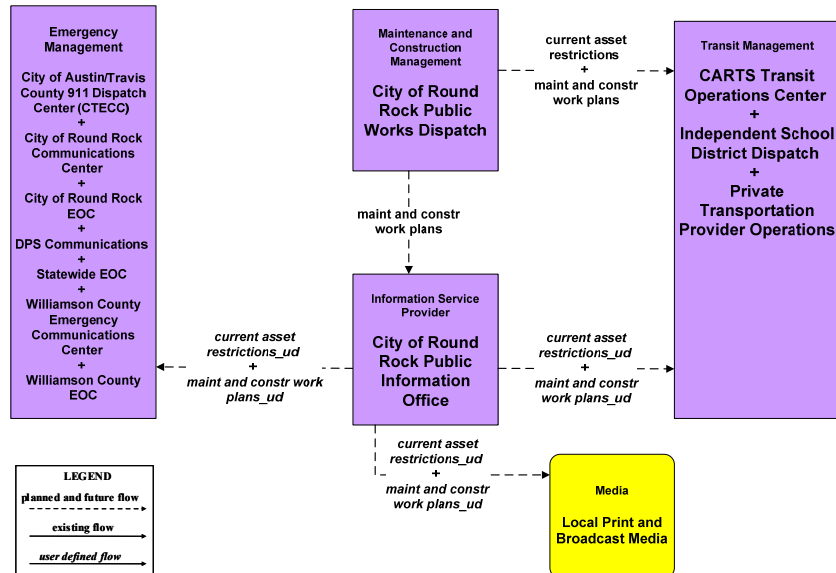 Emergency
Management
City of Austin/Travis
County 911 Dispatch
Center (CTECC)
+
City of Round Rock
Communications
Center
+
City of Round Rock
EOC
+
DPS Communications
+
Statewide EOC
+
Williamson County
Emergency
Communications
Center
+
Williamson County
EOC
Maintenance and
Construction
Management
City of Round
Rock Public
Works Dispatch
current asset
restrictions
+
maint and constr
work plans
Transit Management
CARTS Transit
Operations Center
+
Independent School
District Dispatch
+
Private
Transportation
Provider Operations
maint and constr
work plans
Information Service
Provider
City of Round
Rock Public
Information
Office
current asset
restrictions_ud
+
maint and constr work
plans_ud
current asset
restrictions_ud
+
maint and constr
work plans_ud
current asset
restrictions_ud
+
maint and constr
work plans_ud
Media
Local Print and
Broadcast Media
LEGEND
planned and future flow
existing flow
user defined flow